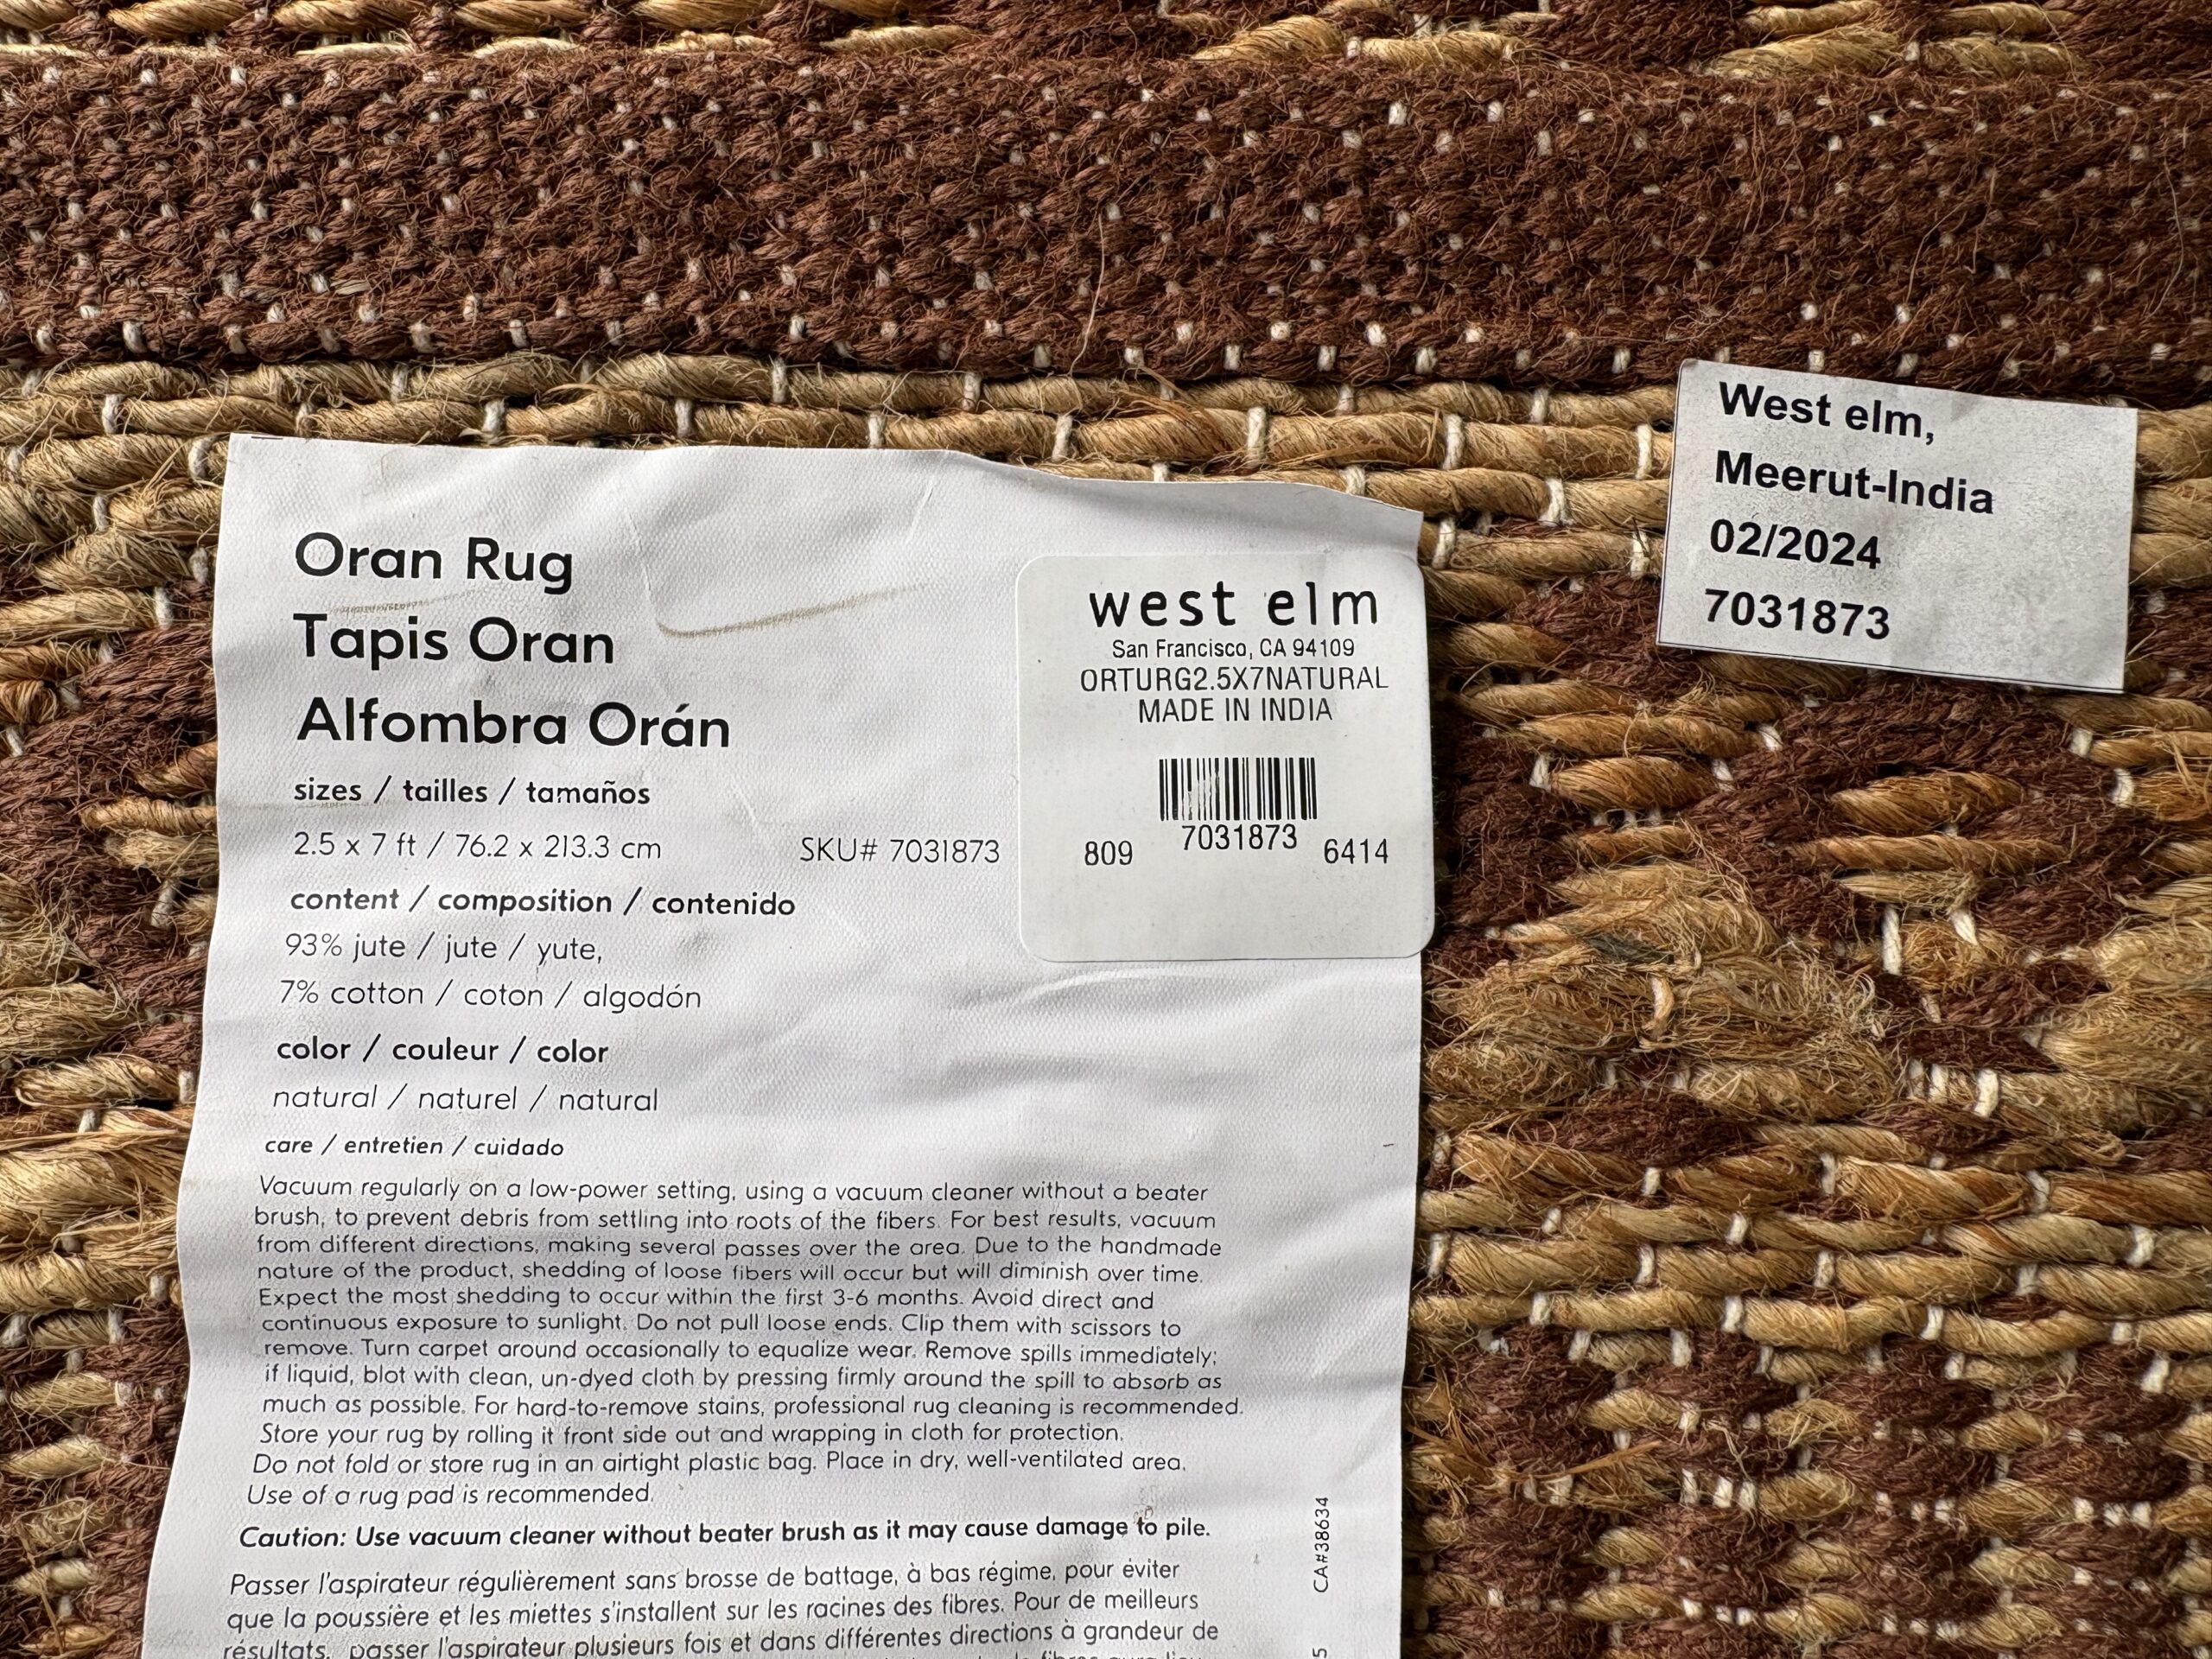 Oran Rug
Tapis Oran
Alfombra Orán
sizes / tailles / tamaños
2.5 x 7 ft / 76.2 x 213.3 cm
SKU# 7031873
content / composition / contenido
93% jute / jute / yute,
7% cotton / coton / algodón
color / couleur / color
natural / naturel / natural
care / entretien / cuidado
Vacuum regularly on a low-power setting, using a vacuum cleaner without a beater
brush, to prevent debris from settling into roots of the fibers. For best results, vacuum
from different directions, making several passes over the area. Due to the handmade
nature of the product, shedding of loose fibers will occur but will diminish over time.
Expect the most shedding to occur within the first 3-6 months. Avoid direct and
continuous exposure to sunlight. Do not pull loose ends. Clip them with scissors to
remove. Turn carpet around occasionally to equalize wear. Remove spills immediately;
if liquid, blot with clean, un-dyed cloth by pressing firmly around the spill to absorb as
much as possible. For hard-to-remove stains, professional rug cleaning is recommended.
Store your rug by rolling it front side out and wrapping in cloth for protection.
Do not fold or store rug in an airtight plastic bag. Place in dry, well-ventilated area.
Use of a rug pad is recommended.
Caution: Use vacuum cleaner without beater brush as it may cause damage to pile.
Passer l'aspirateur régulièrement sans brosse de battage, à bas régime, pour éviter
que la poussière et les miettes s'installent sur les racines des fibres. Pour de meilleurs
résultats, passer l'aspirateur plusieurs fois et dans différentes directions à grandeur de
CA#38634
west elm
San Francisco, CA 94109
ORTURG2.5X7NATURAL
MADE IN INDIA
809 7031873 6414
West elm,
Meerut-India
02/2024
7031873